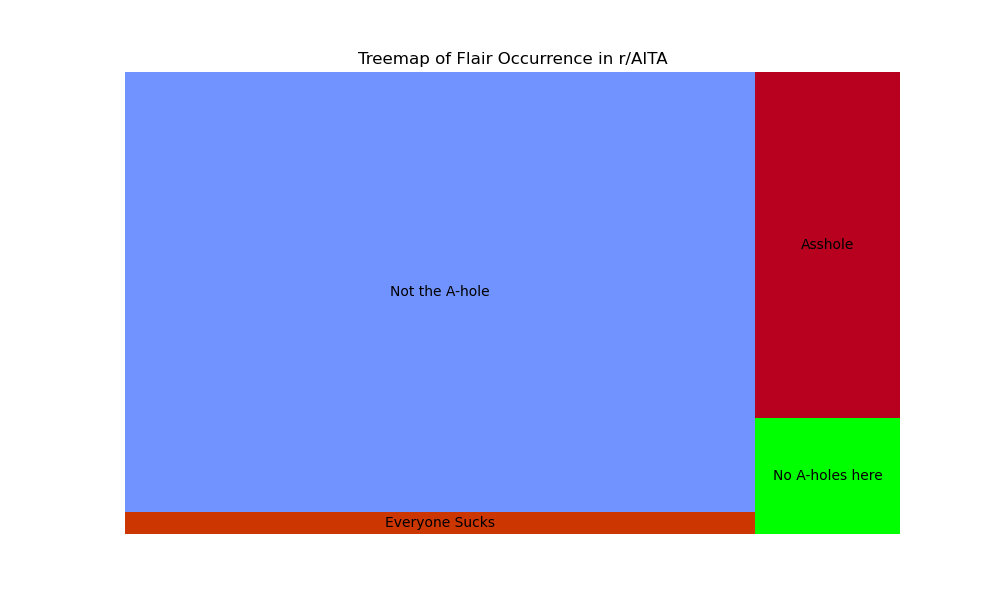 Treemap of Flair Occurrence in r/AITA
Asshole
Not the A-hole
No A-holes here
Everyone Sucks